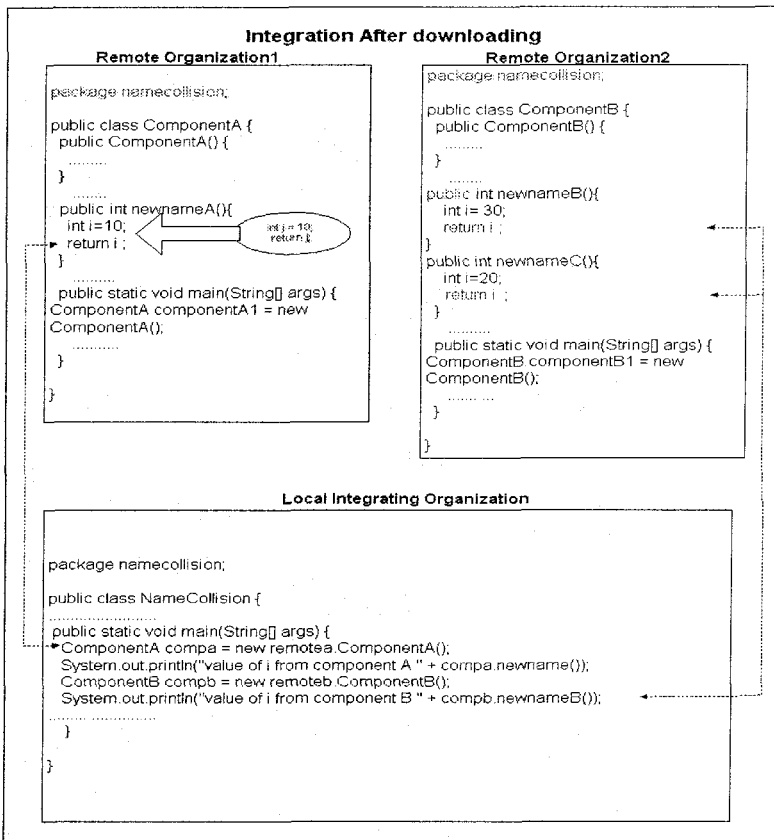 Integration After downloading
Remote Organization1
package namecollision;
public class ComponentA {
public ComponentA() {
.........
}
........
public int newnameA(){
int i=10;
return i ;
}
..........
public static void main(String[] args) {
ComponentA componentA1 = new
ComponentA();
..........
}
}
int j = 10;
return j;
Remote Organization2
package namecollision;
public class ComponentB {
public ComponentB() {
.........
}
........
public int newnameB(){
int i= 30;
return i ;
}
public int newnameC(){
int i=20;
return i ;
}
..........
public static void main(String[] args) {
ComponentB componentB1 = new
ComponentB();
....... ...
}
}
Local Integrating Organization
package namecollision;
public class NameCollision {
........................
public static void main(String[] args) {
ComponentA compa = new remotea.ComponentA();
System.out.println("value of i from component A " + compa.newname());
ComponentB compb = new remoteb.ComponentB();
System.out.println("value of i from component B " + compb.newnameB());
......... ..............
}
}